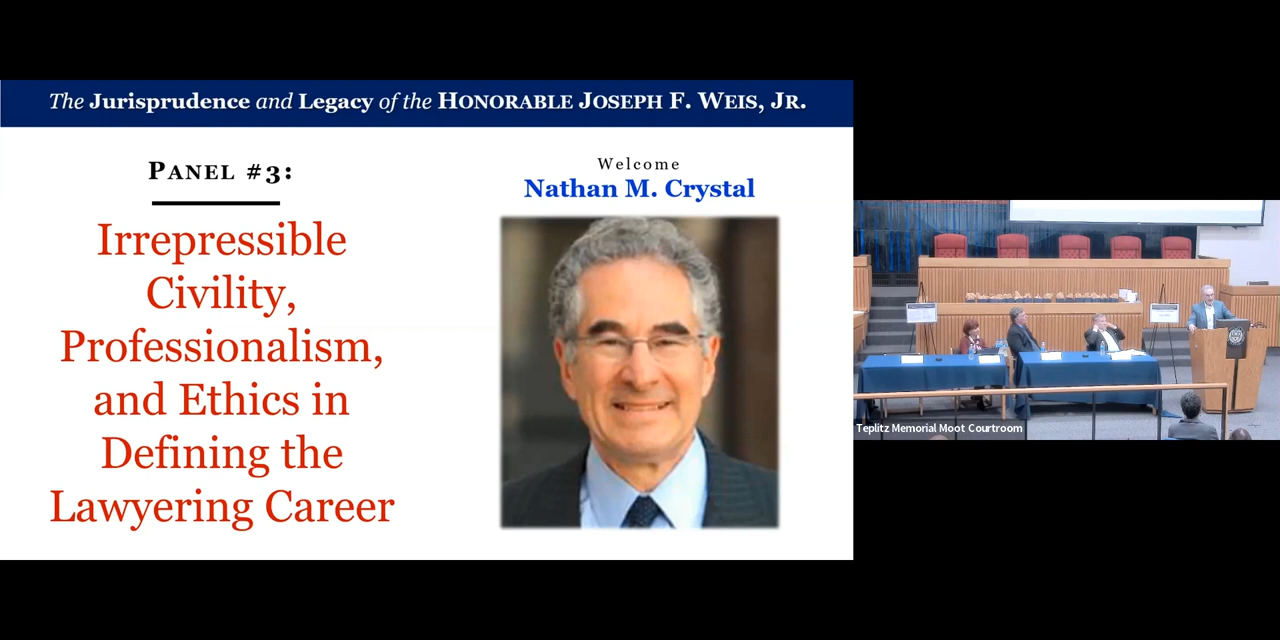 The Jurisprudence and Legacy of the HONORABLE JOSEPH F. WEIS, JR.
PANEL #3:
Irrepressible
Civility,
Professionalism,
and Ethics in
Defining the
Lawyering Career
Welcome
Nathan M. Crystal
Teplitz Memorial Moot Courtroom